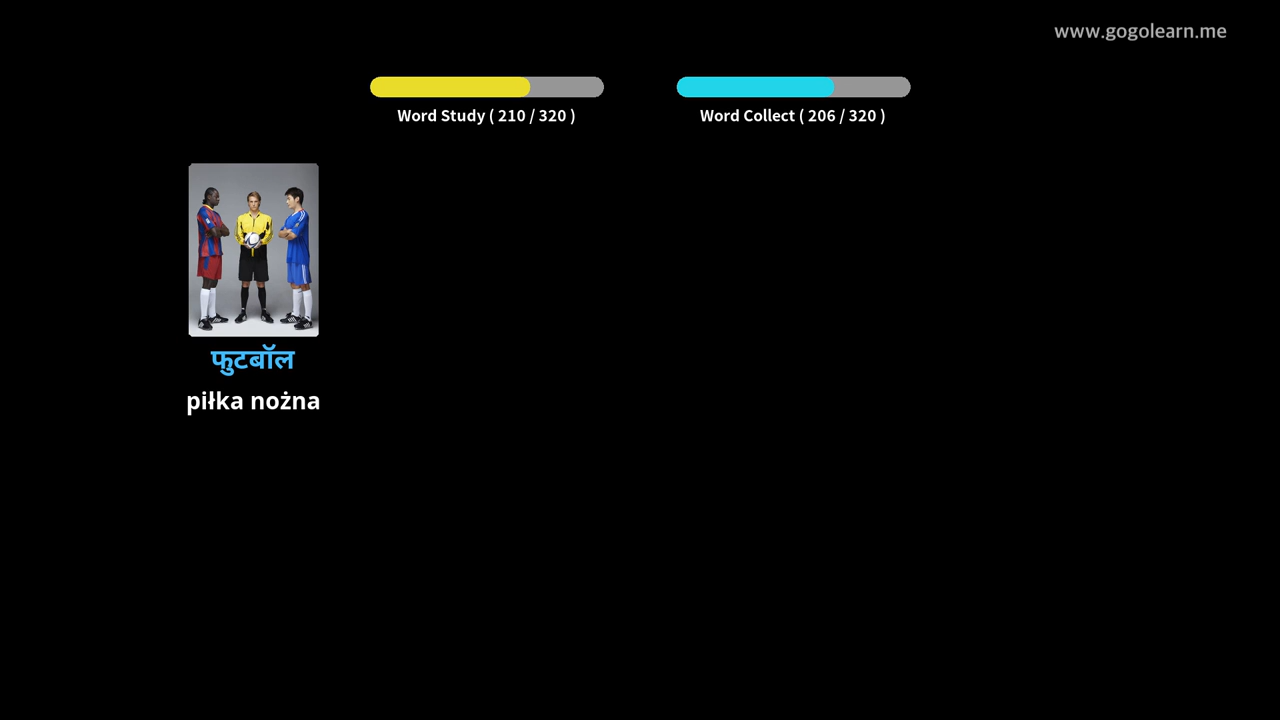 www.gogolearn.me
Word Study ( 210 / 320 )
Word Collect ( 206 / 320 )
फुटबॉल
piłka nożna